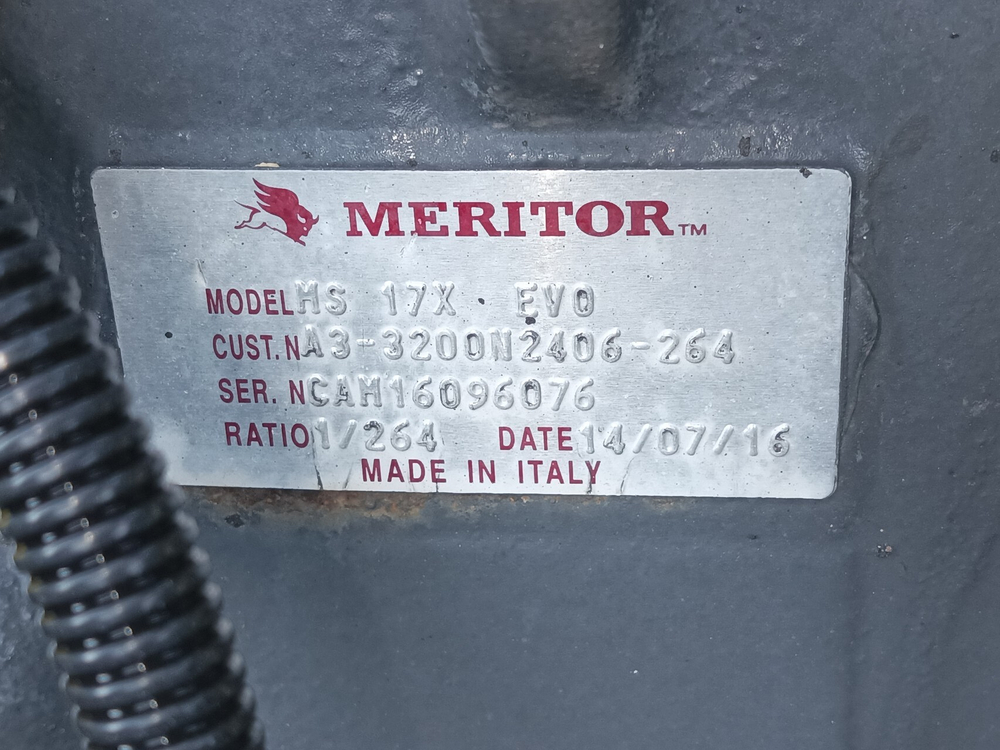 MERITOR™
MODEL MS 17X EVO
CUST. N A3-3200N2406-264
SER. N CAM16096076
RATIO 1/264 DATE 14/07/16
MADE IN ITALY